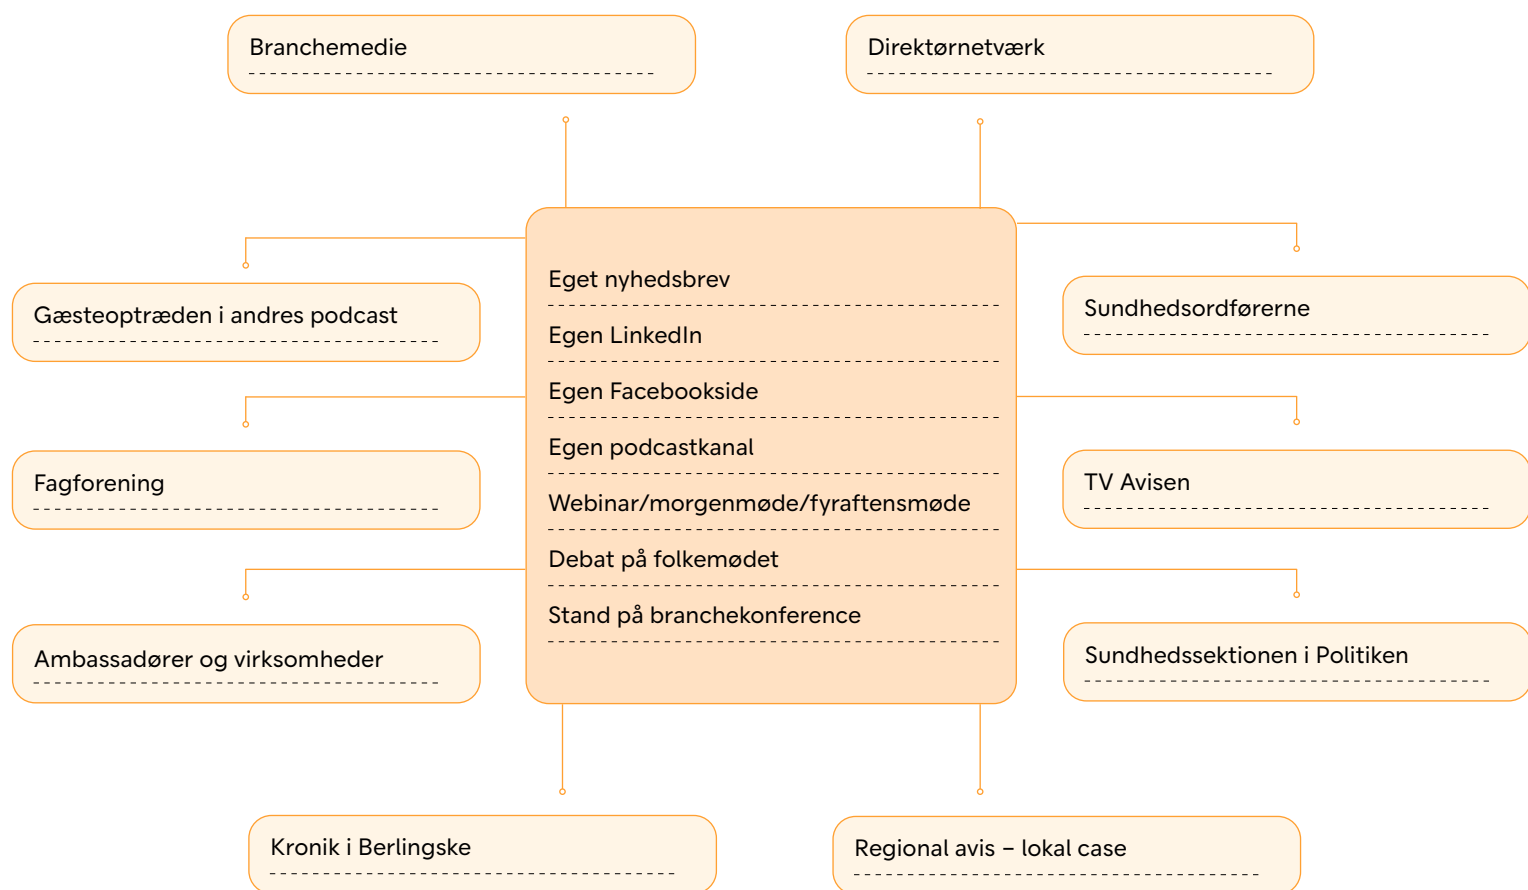 Branchemedie
Direktørnetværk
Gæsteoptræden i andres podcast
Fagforening
Ambassadører og virksomheder
Eget nyhedsbrev
Egen LinkedIn
Egen Facebookside
Egen podcastkanal
Webinar/morgenmøde/fyraftensmøde
Debat på folkemødet
Stand på branchekonference
Sundhedsordførerne
TV Avisen
Sundhedssektionen i Politiken
Kronik i Berlingske
Regional avis – lokal case